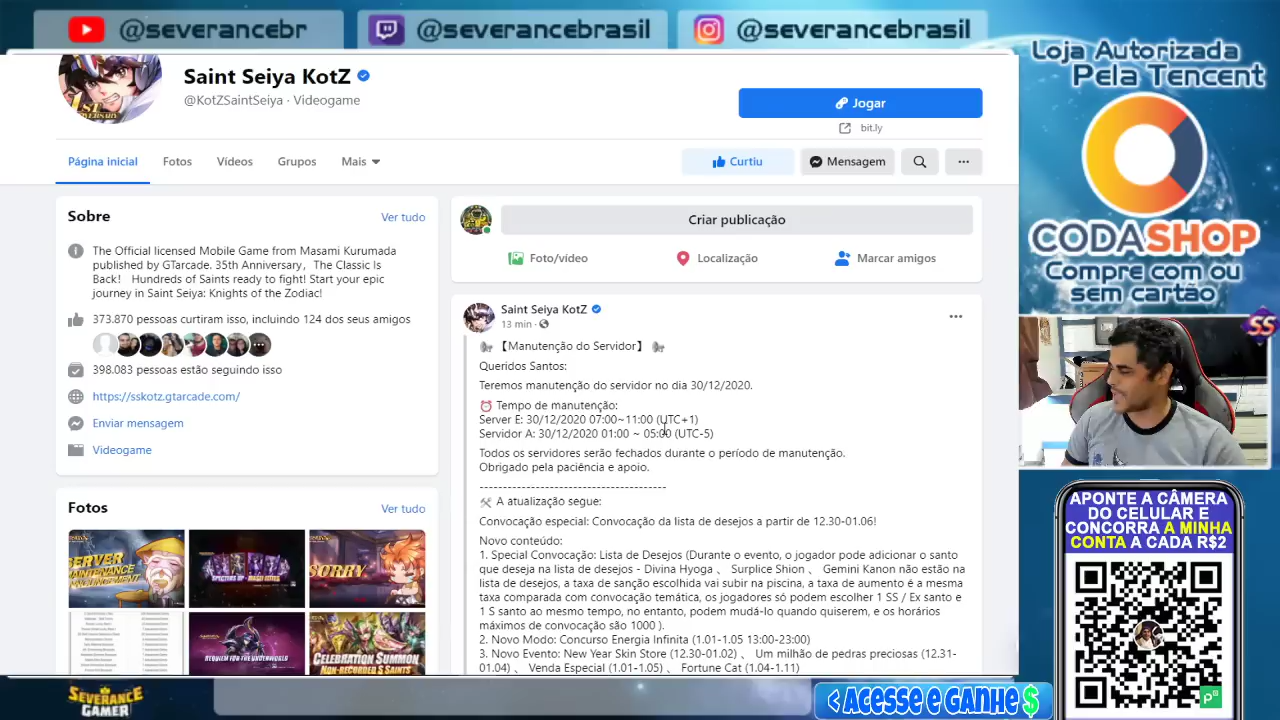 @severancebr
@severancebrasil
@severancebrasil
Loja Autorizada
Pela Tencent
CODASHOP
Compre com ou
sem cartão
Saint Seiya KotZ
@KotZSaintSeiya · Videogame
Jogar
bit.ly
Página inicial
Fotos
Vídeos
Grupos
Mais
Curtiu
Mensagem
Sobre
Ver tudo
The Official licensed Mobile Game from Masami Kurumada
published by GTarcade. 35th Anniversary， The Classic Is
Back! Hundreds of Saints ready to fight! Start your epic
journey in Saint Seiya: Knights of the Zodiac!
373.870 pessoas curtiram isso, incluindo 124 dos seus amigos
398.083 pessoas estão seguindo isso
https://sskotz.gtarcade.com/
Enviar mensagem
Videogame
Fotos
Ver tudo
SERVER
MAINTENANCE
SORRY
REQUIEM FOR THE UNDERWORLD
CELEBRATION SUMMON
Criar publicação
Foto/vídeo
Localização
Marcar amigos
Saint Seiya KotZ
13 min ·
【Manutenção do Servidor】
Queridos Santos:
Teremos manutenção do servidor no dia 30/12/2020.
Tempo de manutenção:
Server E: 30/12/2020 07:00~11:00 (UTC+1)
Servidor A: 30/12/2020 01:00 ~ 05:00 (UTC-5)
Todos os servidores serão fechados durante o período de manutenção.
Obrigado pela paciência e apoio.
-------------------------------------
A atualização segue:
Convocação especial: Convocação da lista de desejos a partir de 12.30-01.06!
Novo conteúdo:
1. Special Convocação: Lista de Desejos (Durante o evento, o jogador pode adicionar o santo
que deseja na lista de desejos - Divina Hyoga 、 Surplice Shion 、 Gemini Kanon não estão na
lista de desejos, a taxa de sanção escolhida vai subir na piscina, a taxa de aumento é a mesma
taxa comparada com convocação temática, os jogadores só podem escolher 1 SS / Ex santo e
1 S santo ao mesmo tempo, no entanto, podem mudá-lo se quiserem, e os horários
máximos de convocação são 1000 )
2. Novo Modo: Concurso Energia Infinita (1.01-1.05 13:00-23:00)
3. Novo Evento: New Year Skin Store (12.30-01.02) 、 Um milhão de pedras preciosas (12.31-
01.04) 、 Venda Especial (1.01-1.05) 、 Fortune Cat (1.04-1.11)
SS
APONTE A CÂMERA
DO CELULAR E
CONCORRA A MINHA
CONTA A CADA R$2
SEVERANCE
GAMER
< ACESSE E GANHE $